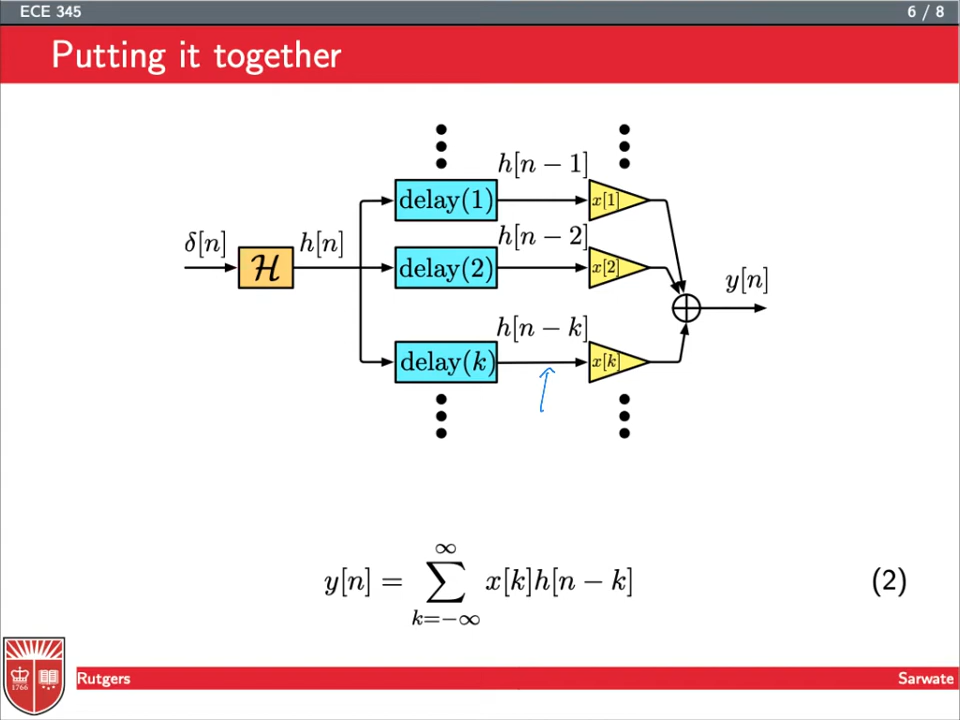 ECE 345 6 / 8
Putting it together
h[n − 1]
delay(1) x[1]
δ[n] h[n] h[n − 2]
ℋ delay(2) x[2]
y[n]
h[n − k]
delay(k) x[k]
y[n] = ∑_{k=−∞}^{∞} x[k]h[n − k] (2)
1766
Rutgers Sarwate